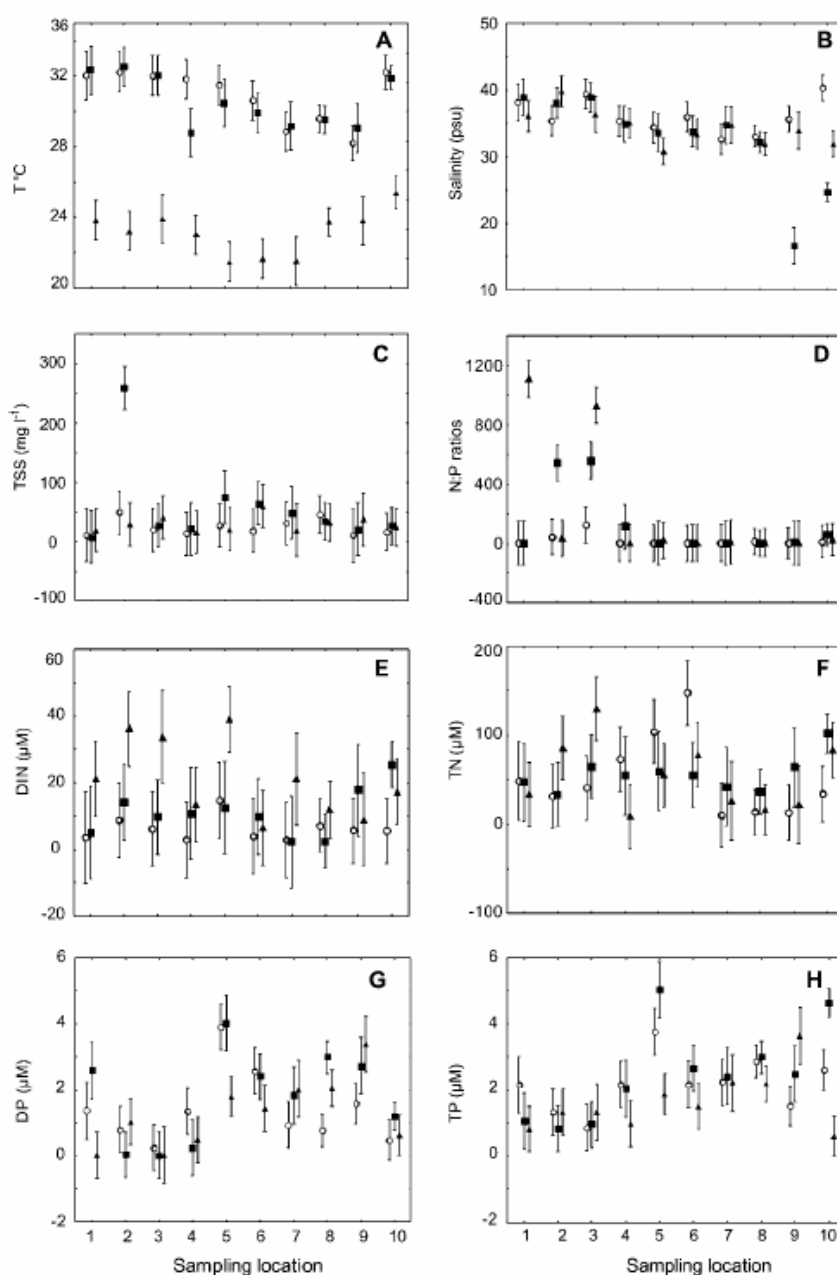 A
36
32
28
24
20
T°C
B
50
40
30
20
10
Salinity (psu)
C
300
200
100
0
-100
TSS (mg l-1)
D
1200
800
400
0
-400
N:P ratios
E
60
40
20
0
-20
DIN (µM)
F
200
100
0
-100
TN (µM)
G
6
4
2
0
-2
DP (µM)
1 2 3 4 5 6 7 8 9 10
Sampling location
H
6
4
2
0
-2
TP (µM)
1 2 3 4 5 6 7 8 9 10
Sampling location